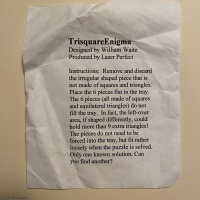 TrisquareEnigma
Designed by William Waite
Produced by Laser Perfect
Instructions: Remove and discard
the irregular shaped piece that is
not made of squares and triangles.
Place the 6 pieces flat in the tray.
The 6 pieces (all made of squares
and equilateral triangles) do not
fill the tray. In fact, the left-over
area, if shaped differently, could
hold more than 9 extra triangles!
The pieces do not need to be
forced into the tray, but fit rather
loosely when the puzzle is solved.
Only one known solution. Can
you find another?